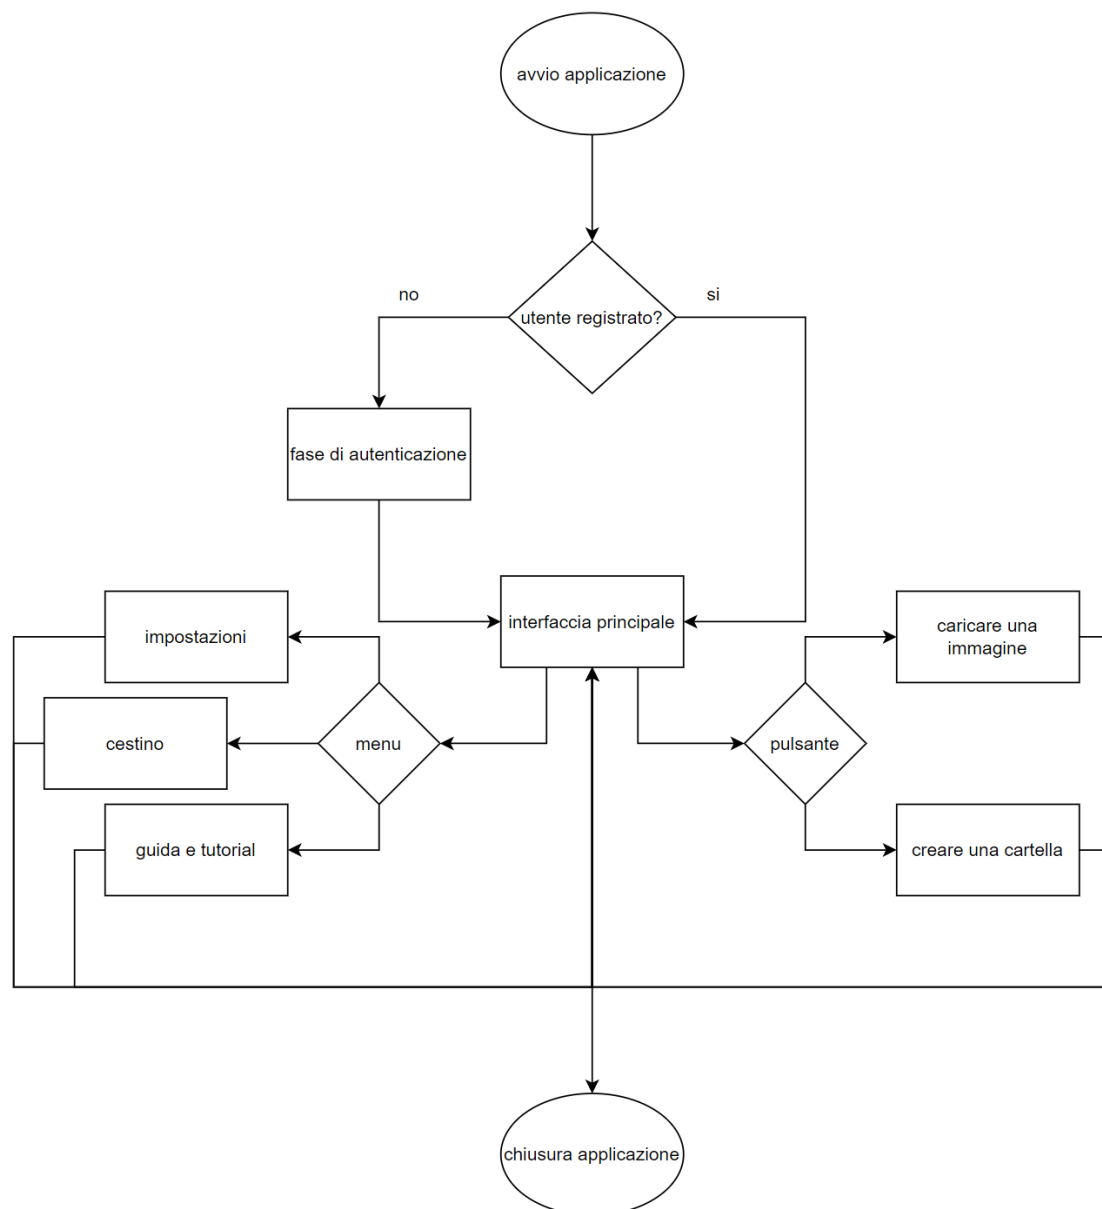 avvio applicazione
no
si
utente registrato?
fase di autenticazione
interfaccia principale
impostazioni
caricare una
immagine
cestino
menu
pulsante
guida e tutorial
creare una cartella
chiusura applicazione